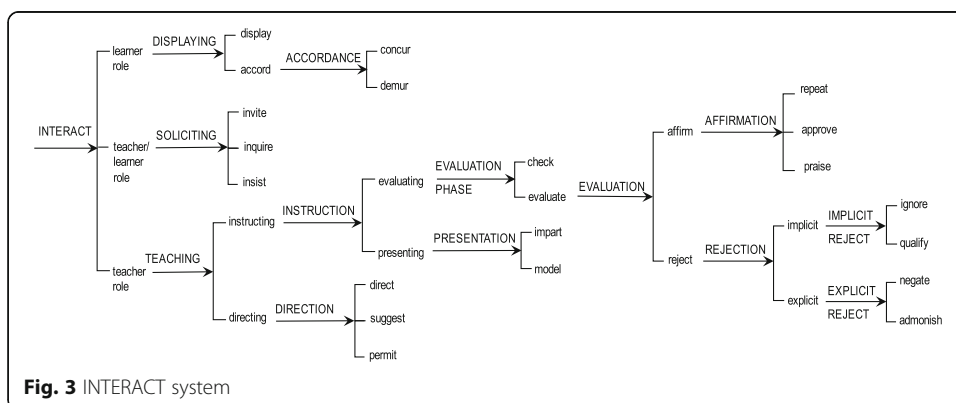 display
learner DISPLAYING
role
concur
accord ACCORDANCE
demur
repeat
invite
INTERACT
teacher/ SOLICITING
inquire
learner
role
affirm AFFIRMATION approve
check
EVALUATION
insist
evaluating
PHASE
evaluate EVALUATION
praise
instructing INSTRUCTION
ignore
implicit IMPLICIT
REJECT
qualify
impart
presenting PRESENTATION
model
reject REJECTION
TEACHING
teacher
role
direct
negate
explicit EXPLICIT
REJECT
admonish
directing DIRECTION suggest
permit
Fig. 3 INTERACT system